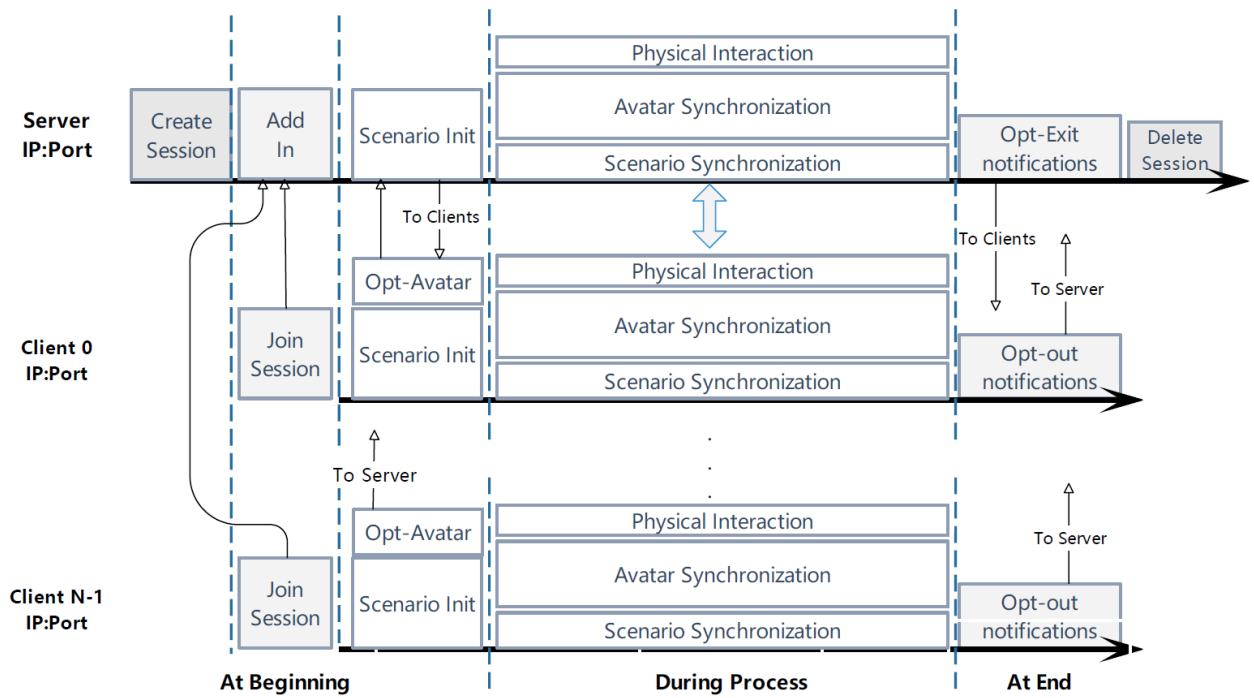 Physical Interaction
Server
IP:Port
Create
Session
Add
In
Scenario Init
Avatar Synchronization
Scenario Synchronization
Opt-Exit
notifications
Delete
Session
To Clients
To Clients
To Server
Client 0
IP:Port
Join
Session
Opt-Avatar
Scenario Init
Physical Interaction
Avatar Synchronization
Scenario Synchronization
Opt-out
notifications
To Server
To Server
Client N-1
IP:Port
Join
Session
Opt-Avatar
Scenario Init
Physical Interaction
Avatar Synchronization
Scenario Synchronization
Opt-out
notifications
At Beginning
During Process
At End